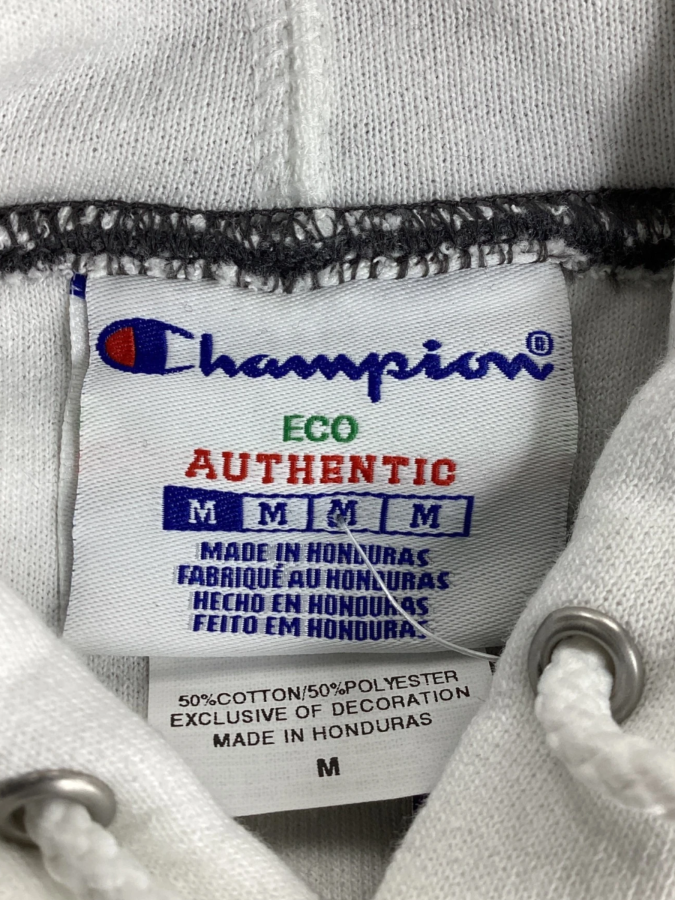 Champion®
ECO
AUTHENTIC
M M M M
MADE IN HONDURAS
FABRIQUÉ AU HONDURAS
HECHO EN HONDURAS
FEITO EM HONDURAS
50%COTTON/50%POLYESTER
EXCLUSIVE OF DECORATION
MADE IN HONDURAS
M